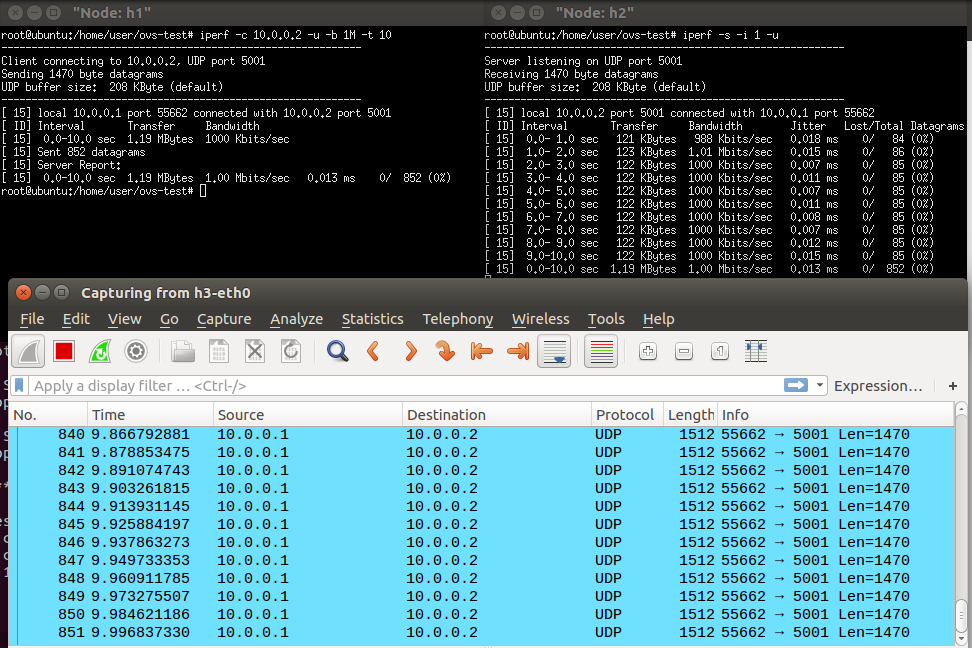 "Node: h1"
root@ubuntu:/home/user/ovs-test# iperf -c 10.0.0.2 -u -b 1M -t 10
------------------------------------------------------------
Client connecting to 10.0.0.2, UDP port 5001
Sending 1470 byte datagrams
UDP buffer size:  208 KByte (default)
------------------------------------------------------------
[ 15] local 10.0.0.1 port 55662 connected with 10.0.0.2 port 5001
[ ID] Interval       Transfer     Bandwidth
[ 15]  0.0-10.0 sec  1.19 MBytes  1000 Kbits/sec
[ 15] Sent 852 datagrams
[ 15] Server Report:
[ 15]  0.0-10.0 sec  1.19 MBytes  1.00 Mbits/sec   0.013 ms    0/  852 (0%)
root@ubuntu:/home/user/ovs-test#
"Node: h2"
root@ubuntu:/home/user/ovs-test# iperf -s -i 1 -u
------------------------------------------------------------
Server listening on UDP port 5001
Receiving 1470 byte datagrams
UDP buffer size:  208 KByte (default)
------------------------------------------------------------
[ 15] local 10.0.0.2 port 5001 connected with 10.0.0.1 port 55662
[ ID] Interval       Transfer     Bandwidth        Jitter   Lost/Total Datagrams
[ 15]  0.0- 1.0 sec   121 KBytes   988 Kbits/sec   0.018 ms    0/   84 (0%)
[ 15]  1.0- 2.0 sec   123 KBytes  1.01 Mbits/sec   0.015 ms    0/   86 (0%)
[ 15]  2.0- 3.0 sec   122 KBytes  1000 Kbits/sec   0.007 ms    0/   85 (0%)
[ 15]  3.0- 4.0 sec   122 KBytes  1000 Kbits/sec   0.011 ms    0/   85 (0%)
[ 15]  4.0- 5.0 sec   122 KBytes  1000 Kbits/sec   0.007 ms    0/   85 (0%)
[ 15]  5.0- 6.0 sec   122 KBytes  1000 Kbits/sec   0.011 ms    0/   85 (0%)
[ 15]  6.0- 7.0 sec   122 KBytes  1000 Kbits/sec   0.008 ms    0/   85 (0%)
[ 15]  7.0- 8.0 sec   122 KBytes  1000 Kbits/sec   0.007 ms    0/   85 (0%)
[ 15]  8.0- 9.0 sec   122 KBytes  1000 Kbits/sec   0.012 ms    0/   85 (0%)
[ 15]  9.0-10.0 sec   122 KBytes  1000 Kbits/sec   0.015 ms    0/   85 (0%)
[ 15]  0.0-10.0 sec  1.19 MBytes  1.00 Mbits/sec   0.013 ms    0/  852 (0%)
Capturing from h3-eth0
File Edit View Go Capture Analyze Statistics Telephony Wireless Tools Help
Apply a display filter … <Ctrl-/> Expression… +
No. Time Source Destination Protocol Length Info
840 9.866792881 10.0.0.1 10.0.0.2 UDP 1512 55662 → 5001 Len=1470
841 9.878853475 10.0.0.1 10.0.0.2 UDP 1512 55662 → 5001 Len=1470
842 9.891074743 10.0.0.1 10.0.0.2 UDP 1512 55662 → 5001 Len=1470
843 9.903261815 10.0.0.1 10.0.0.2 UDP 1512 55662 → 5001 Len=1470
844 9.913931145 10.0.0.1 10.0.0.2 UDP 1512 55662 → 5001 Len=1470
845 9.925884197 10.0.0.1 10.0.0.2 UDP 1512 55662 → 5001 Len=1470
846 9.937863273 10.0.0.1 10.0.0.2 UDP 1512 55662 → 5001 Len=1470
847 9.949733353 10.0.0.1 10.0.0.2 UDP 1512 55662 → 5001 Len=1470
848 9.960911785 10.0.0.1 10.0.0.2 UDP 1512 55662 → 5001 Len=1470
849 9.973275507 10.0.0.1 10.0.0.2 UDP 1512 55662 → 5001 Len=1470
850 9.984621186 10.0.0.1 10.0.0.2 UDP 1512 55662 → 5001 Len=1470
851 9.996837330 10.0.0.1 10.0.0.2 UDP 1512 55662 → 5001 Len=1470